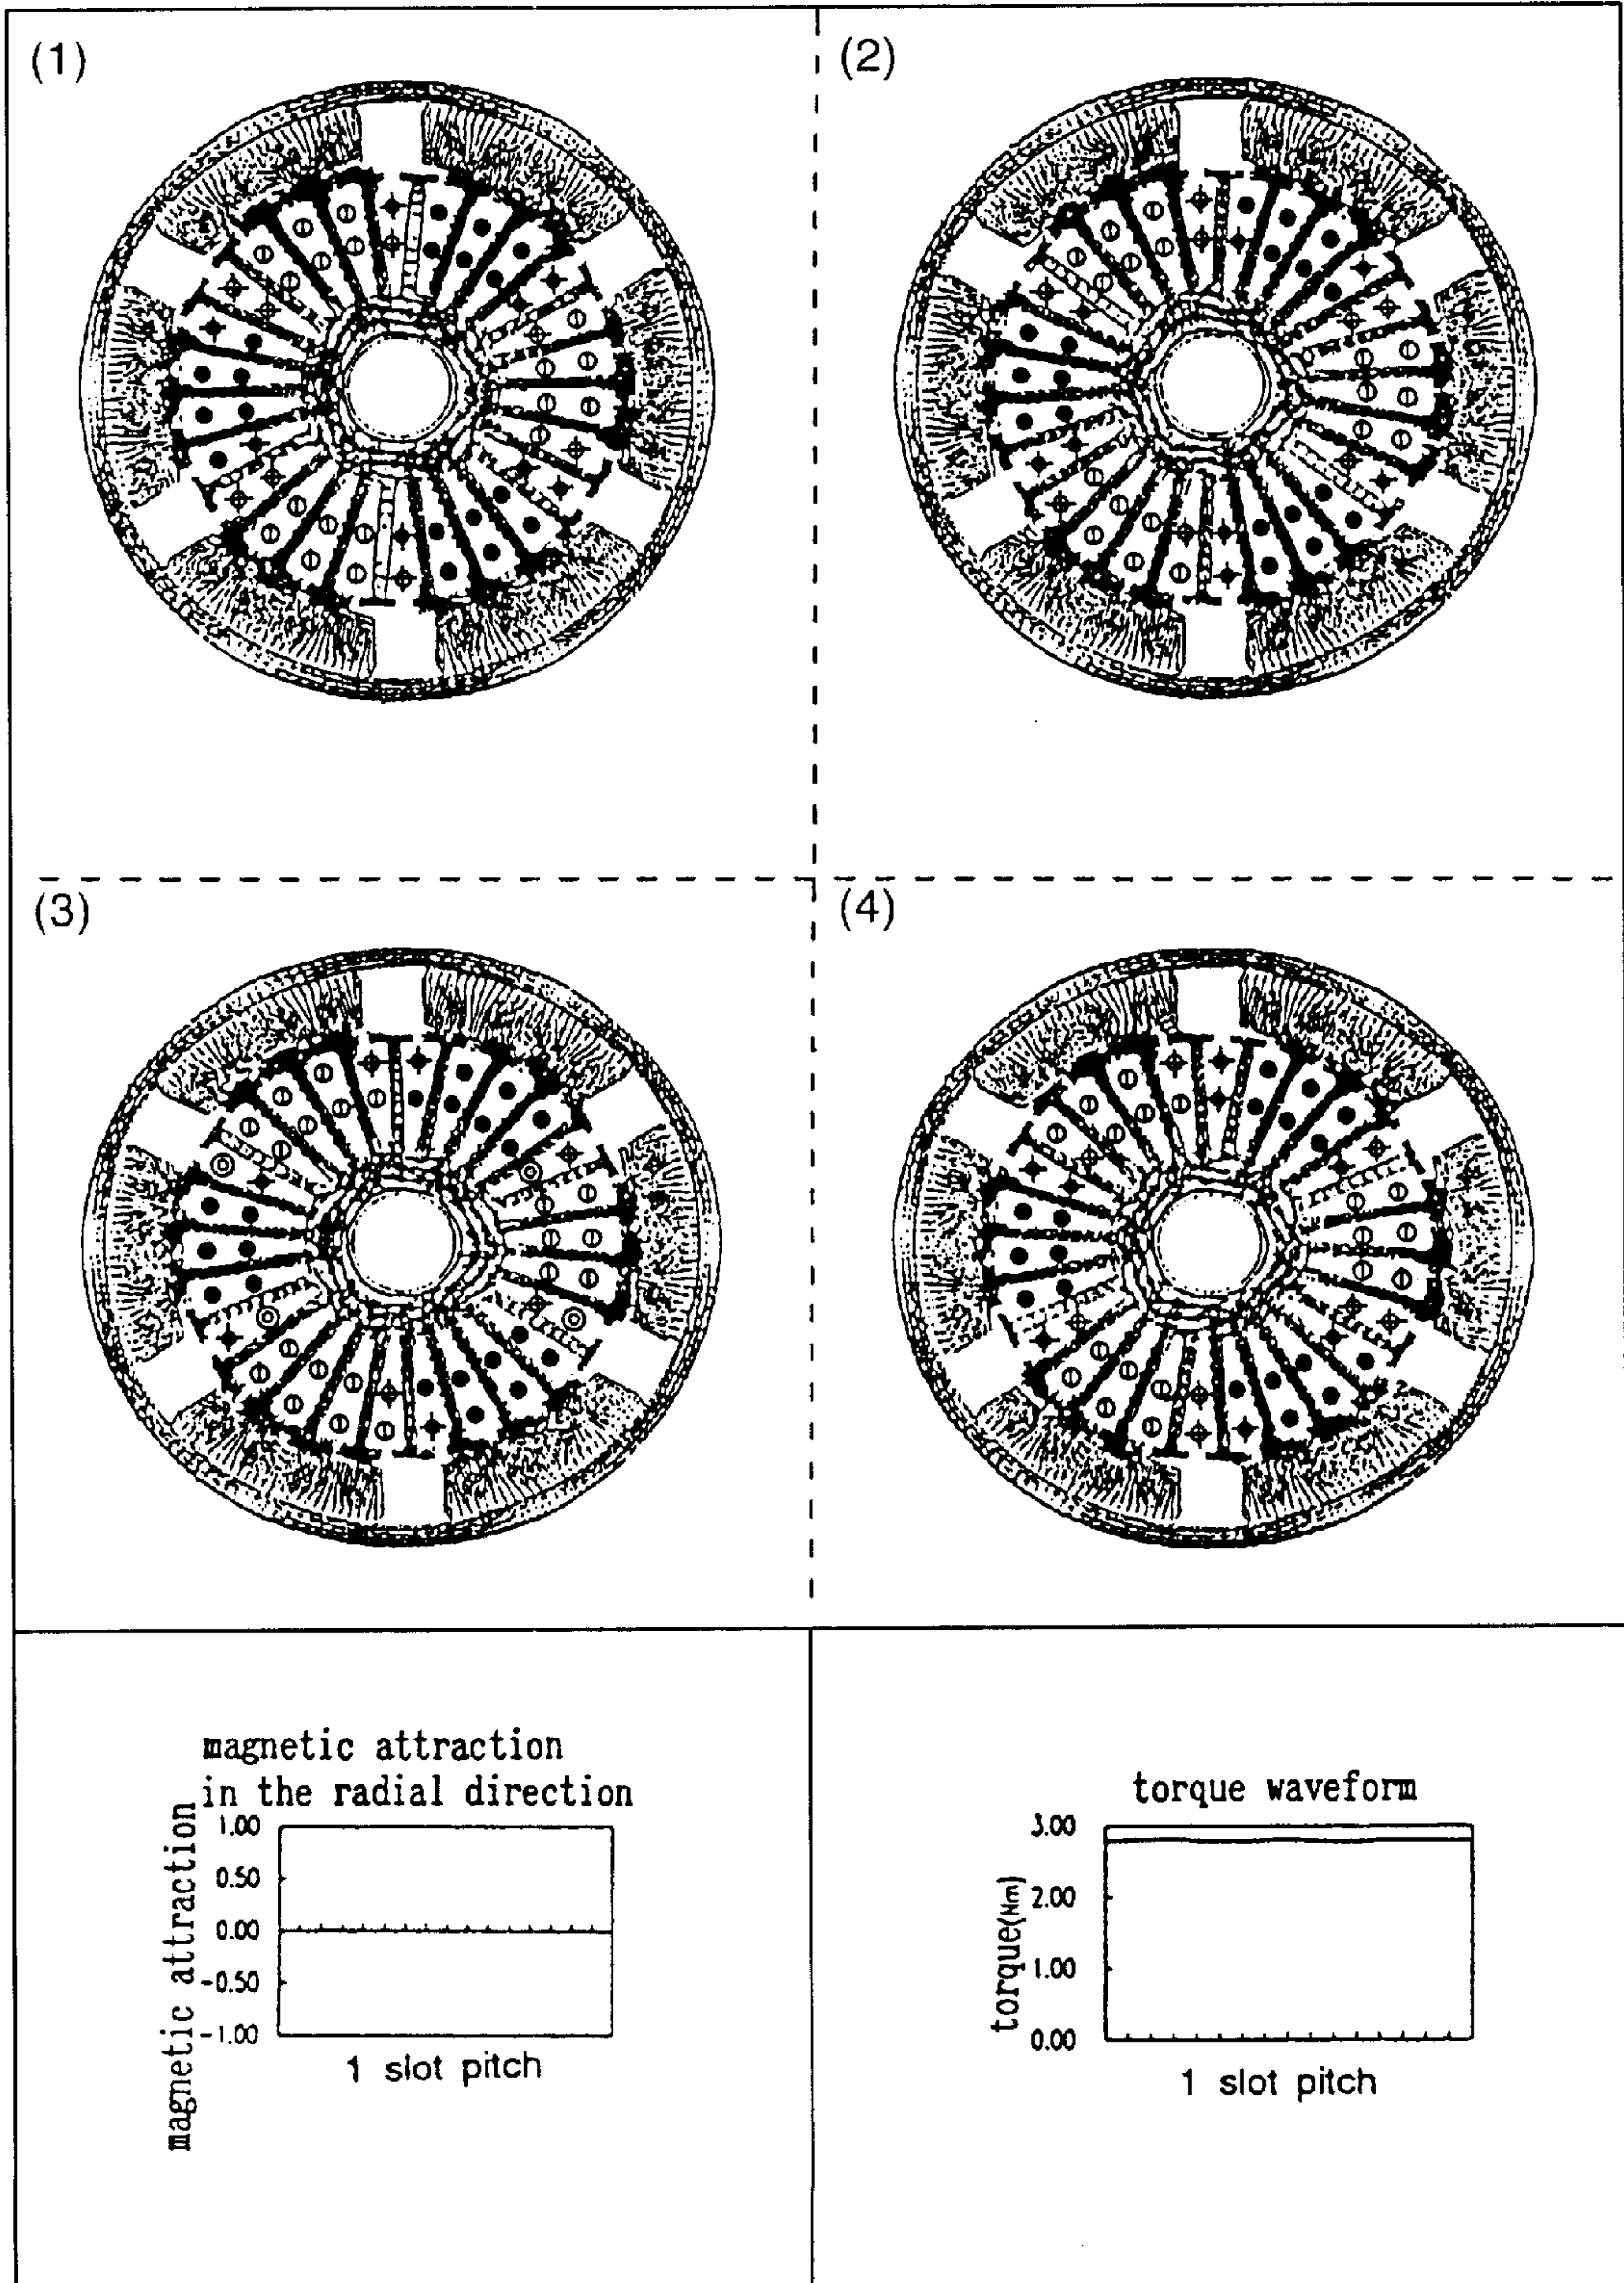 (1)
(2)
(3)
(4)
magnetic attraction
in the radial direction
magnetic attraction
1.00
0.50
0.00
-0.50
-1.00
1 slot pitch
torque waveform
torque(Nm)
3.00
2.00
1.00
0.00
1 slot pitch